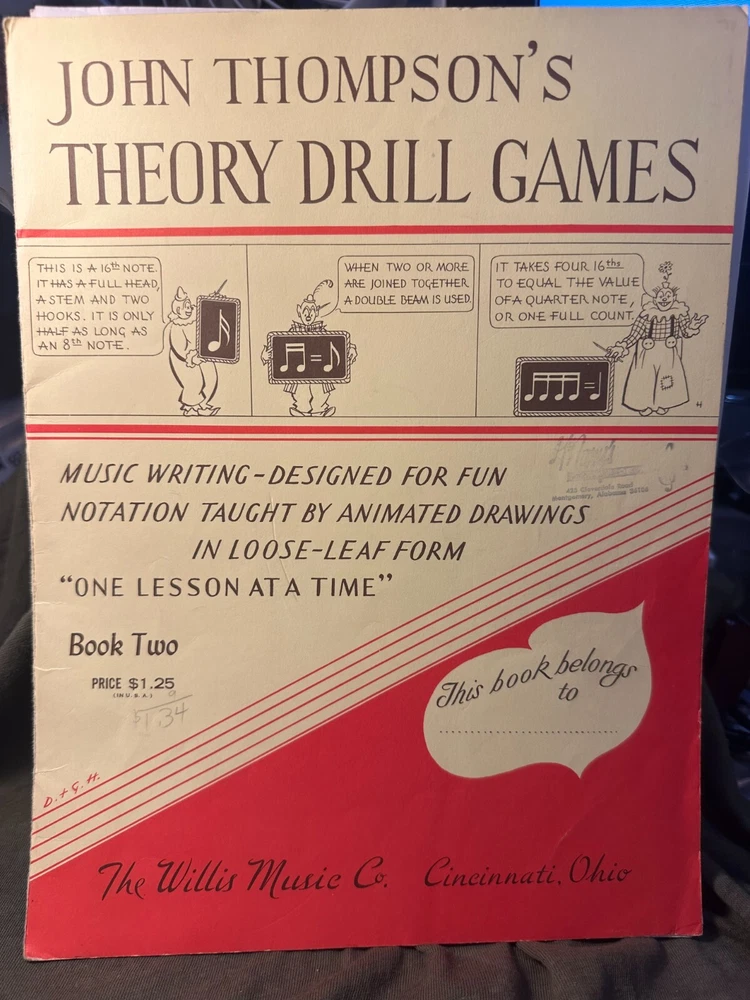 JOHN THOMPSON'S
THEORY DRILL GAMES
THIS IS A 16th NOTE.
IT HAS A FULL HEAD,
A STEM AND TWO
HOOKS. IT IS ONLY
HALF AS LONG AS
AN 8th NOTE.
WHEN TWO OR MORE
ARE JOINED TOGETHER
A DOUBLE BEAM IS USED.
IT TAKES FOUR 16ths
TO EQUAL THE VALUE
OF A QUARTER NOTE,
OR ONE FULL COUNT.
H
MUSIC WRITING-DESIGNED FOR FUN
NOTATION TAUGHT BY ANIMATED DRAWINGS
IN LOOSE-LEAF FORM
"ONE LESSON AT A TIME"
Montgomery, Alabama
Book Two
PRICE $1.25
(IN U.S.A.)
$1.34
This book belongs
to
D. + G. H.
The Willis Music Co. Cincinnati, Ohio